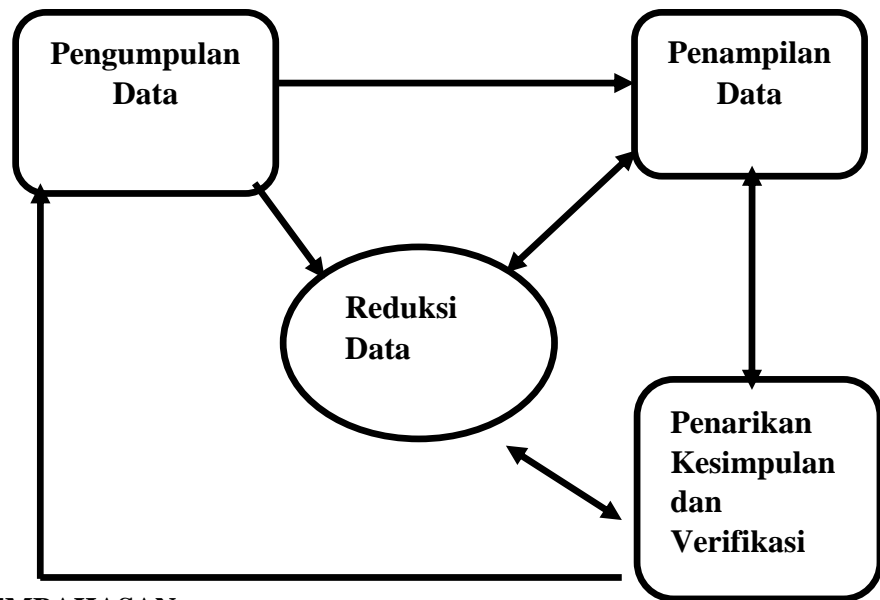 Pengumpulan
Data
Penampilan
Data
Reduksi
Data
Penarikan
Kesimpulan
dan
Verifikasi